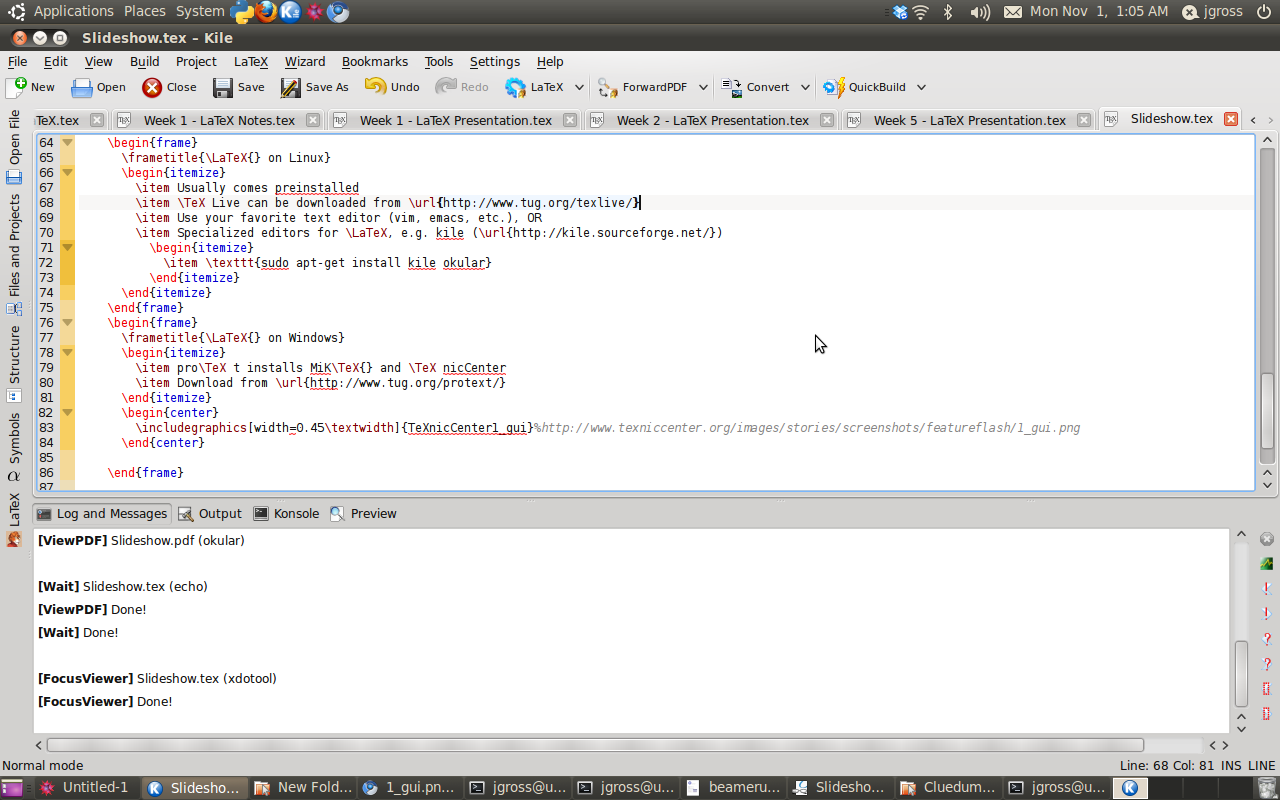 Applications Places System Mon Nov 1, 1:05 AM jgross
Slideshow.tex – Kile
File Edit View Build Project LaTeX Wizard Bookmarks Tools Settings Help
New Open Close Save Save As Undo Redo LaTeX ForwardPDF Convert QuickBuild
TeX.tex Week 1 - LaTeX Notes.tex Week 1 - LaTeX Presentation.tex Week 2 - LaTeX Presentation.tex Week 5 - LaTeX Presentation.tex Slideshow.tex
Open File
Files and Projects
Structure
Symbols
LaTeX
64 \begin{frame}
65 \frametitle{\LaTeX{} on Linux}
66 \begin{itemize}
67 \item Usually comes preinstalled
68 \item \TeX Live can be downloaded from \url{http://www.tug.org/texlive/}
69 \item Use your favorite text editor (vim, emacs, etc.), OR
70 \item Specialized editors for \LaTeX, e.g. kile (\url{http://kile.sourceforge.net/})
71 \begin{itemize}
72 \item \texttt{sudo apt-get install kile okular}
73 \end{itemize}
74 \end{itemize}
75 \end{frame}
76 \begin{frame}
77 \frametitle{\LaTeX{} on Windows}
78 \begin{itemize}
79 \item pro\TeX t installs MiK\TeX{} and \TeX nicCenter
80 \item Download from \url{http://www.tug.org/protext/}
81 \end{itemize}
82 \begin{center}
83 \includegraphics[width=0.45\textwidth]{TeXnicCenter1_gui}%http://www.texniccenter.org/images/stories/screenshots/featureflash/1_gui.png
84 \end{center}
85
86 \end{frame}
87
Log and Messages Output Konsole Preview
[ViewPDF] Slideshow.pdf (okular)
[Wait] Slideshow.tex (echo)
[ViewPDF] Done!
[Wait] Done!
[FocusViewer] Slideshow.tex (xdotool)
[FocusViewer] Done!
Normal mode Line: 68 Col: 81 INS LINE
Untitled-1 Slidesho... New Fold... 1_gui.pn... jgross@u... jgross@u... beameru... Slidesho... Cluedum... jgross@u...